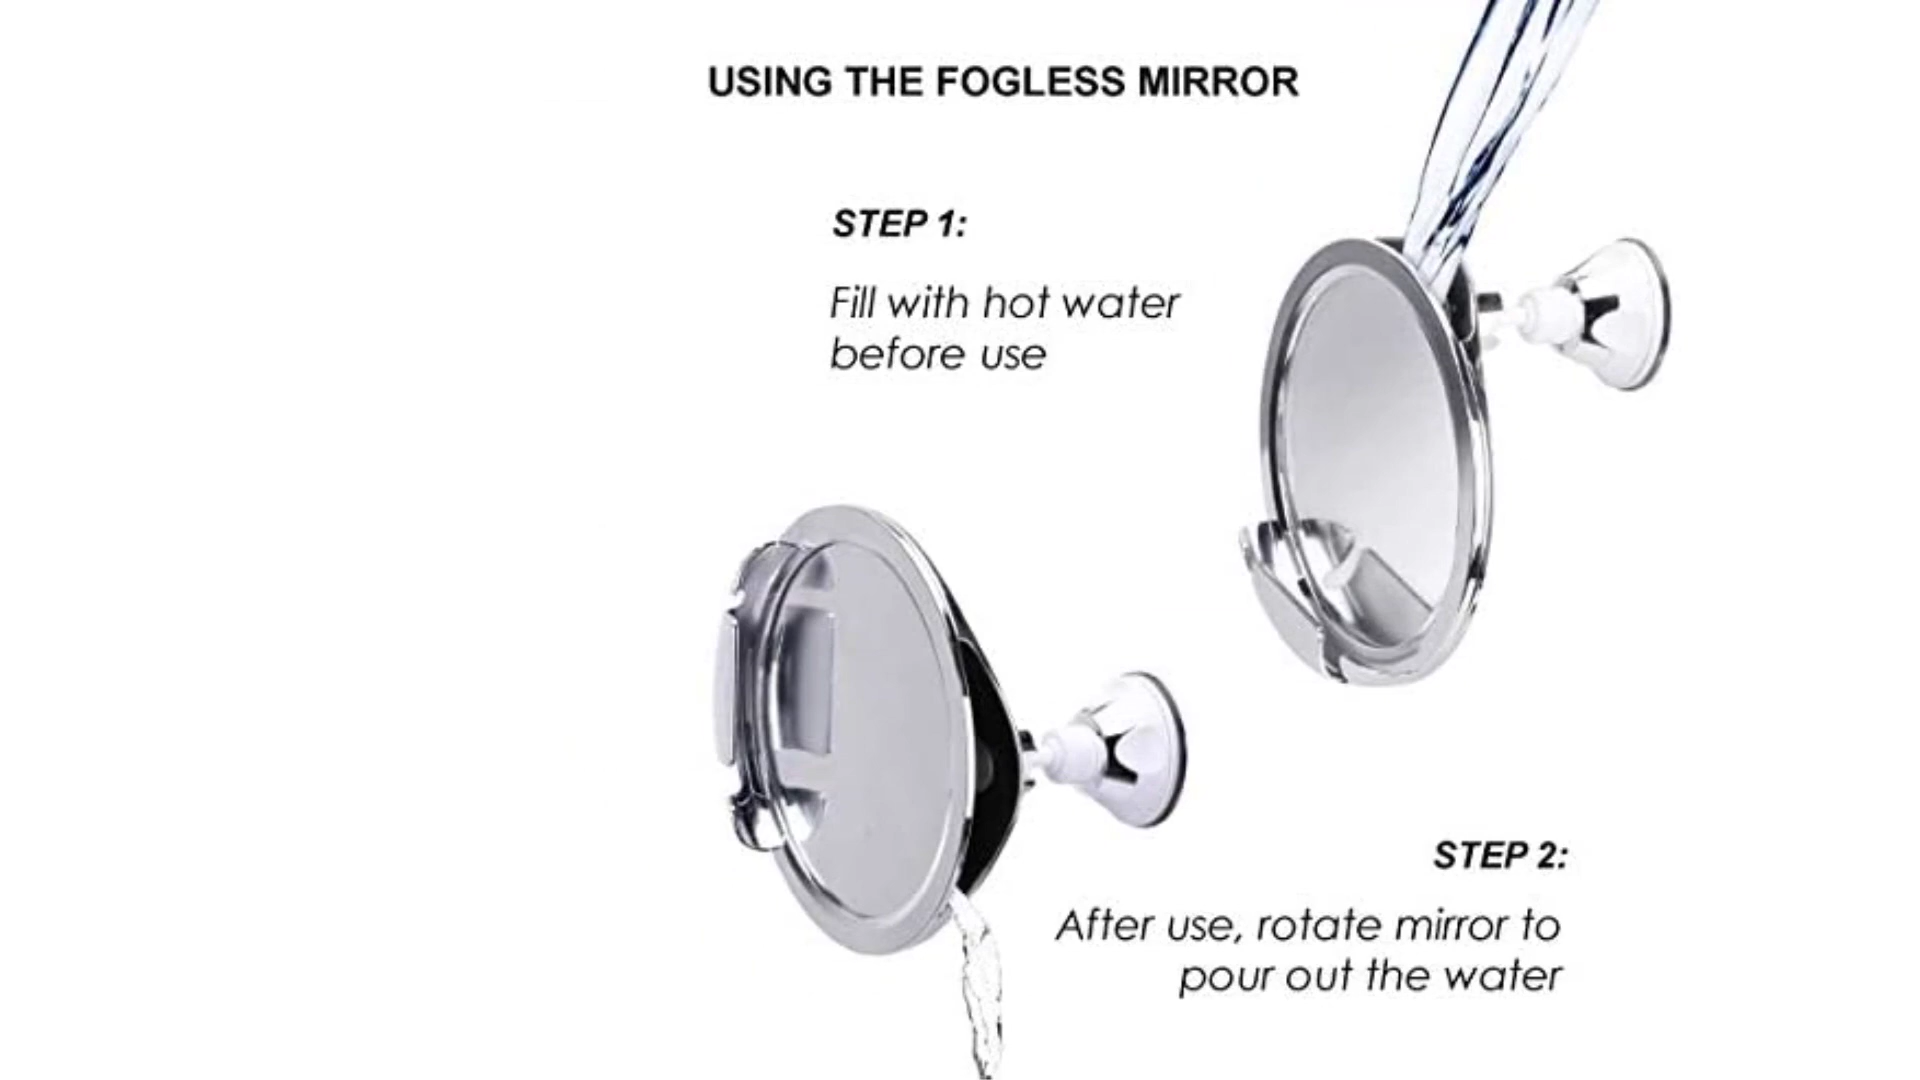 USING THE FOGLESS MIRROR
STEP 1:
Fill with hot water
before use
STEP 2:
After use, rotate mirror to
pour out the water